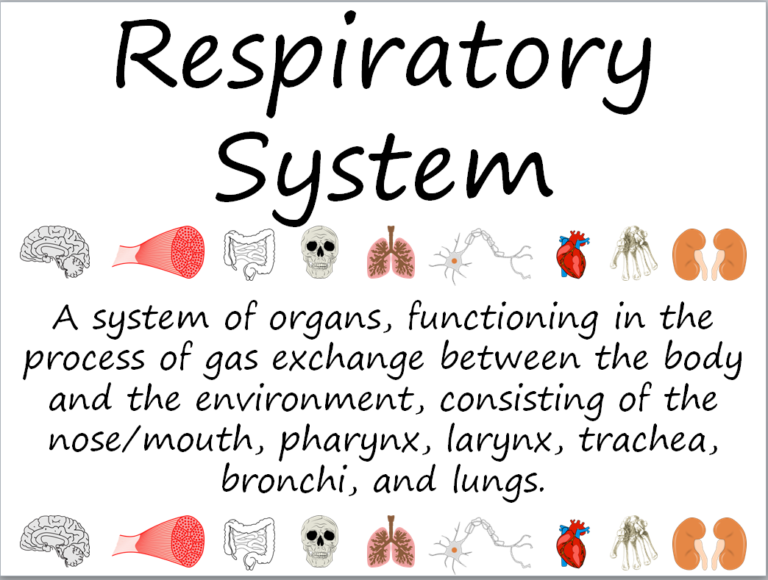 Respiratory
System
A system of organs, functioning in the
process of gas exchange between the body
and the environment, consisting of the
nose/mouth, pharynx, larynx, trachea,
bronchi, and lungs.